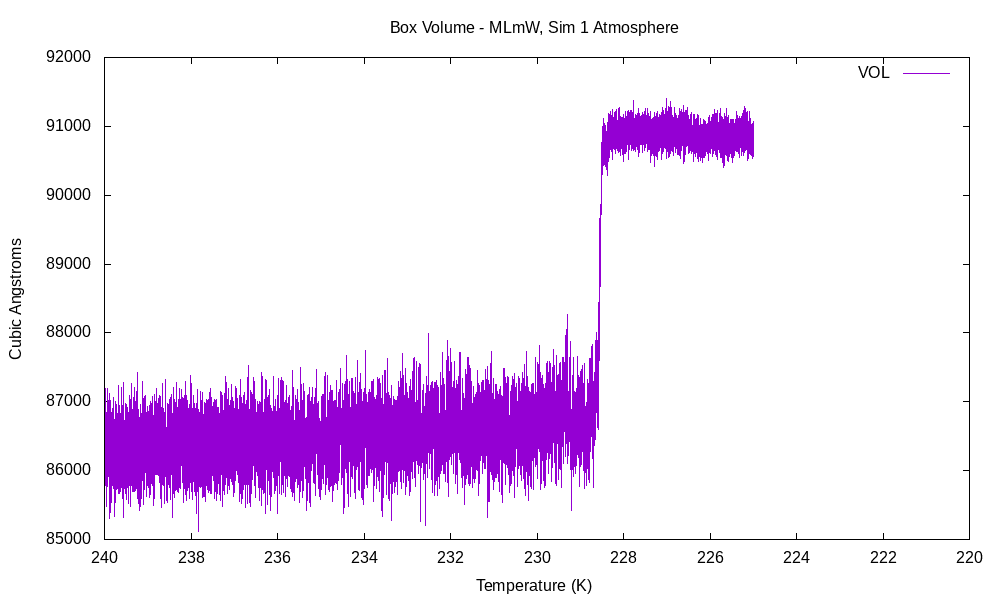 Box Volume - MLmW, Sim 1 Atmosphere
VOL
92000
91000
90000
89000
88000
87000
86000
85000
Cubic Angstroms
240 238 236 234 232 230 228 226 224 222 220
Temperature (K)